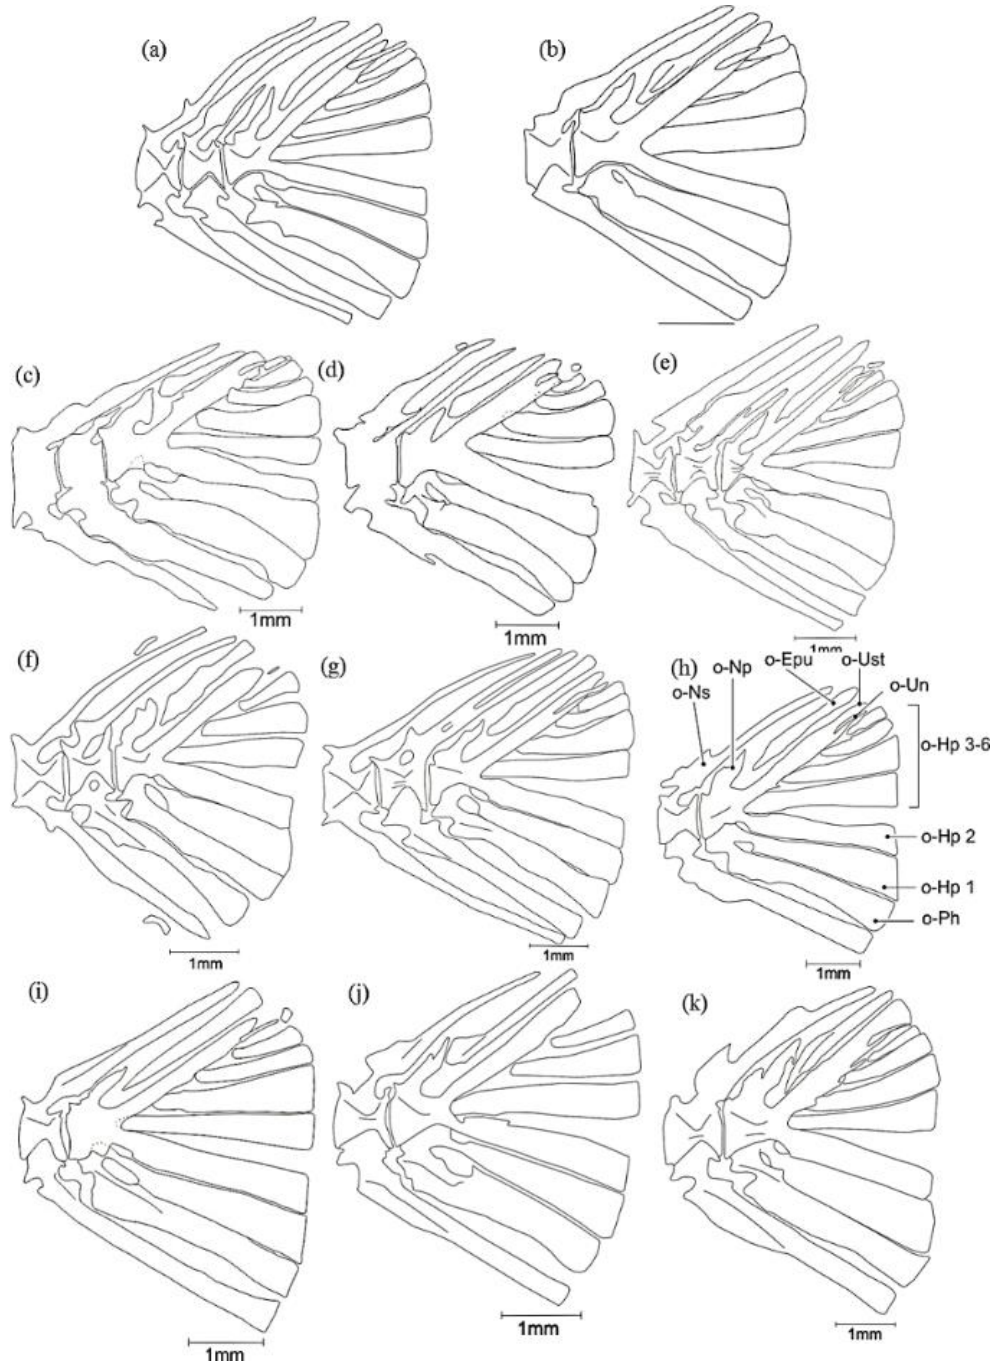 (a)
(b)
(c)
1mm
(d)
1mm
(e)
1mm
(f)
1mm
(g)
1mm
(h)
o-Ns
o-Np
o-Epu
o-Ust
o-Un
o-Hp 3-6
o-Hp 2
o-Hp 1
o-Ph
1mm
(i)
1mm
(j)
1mm
(k)
1mm